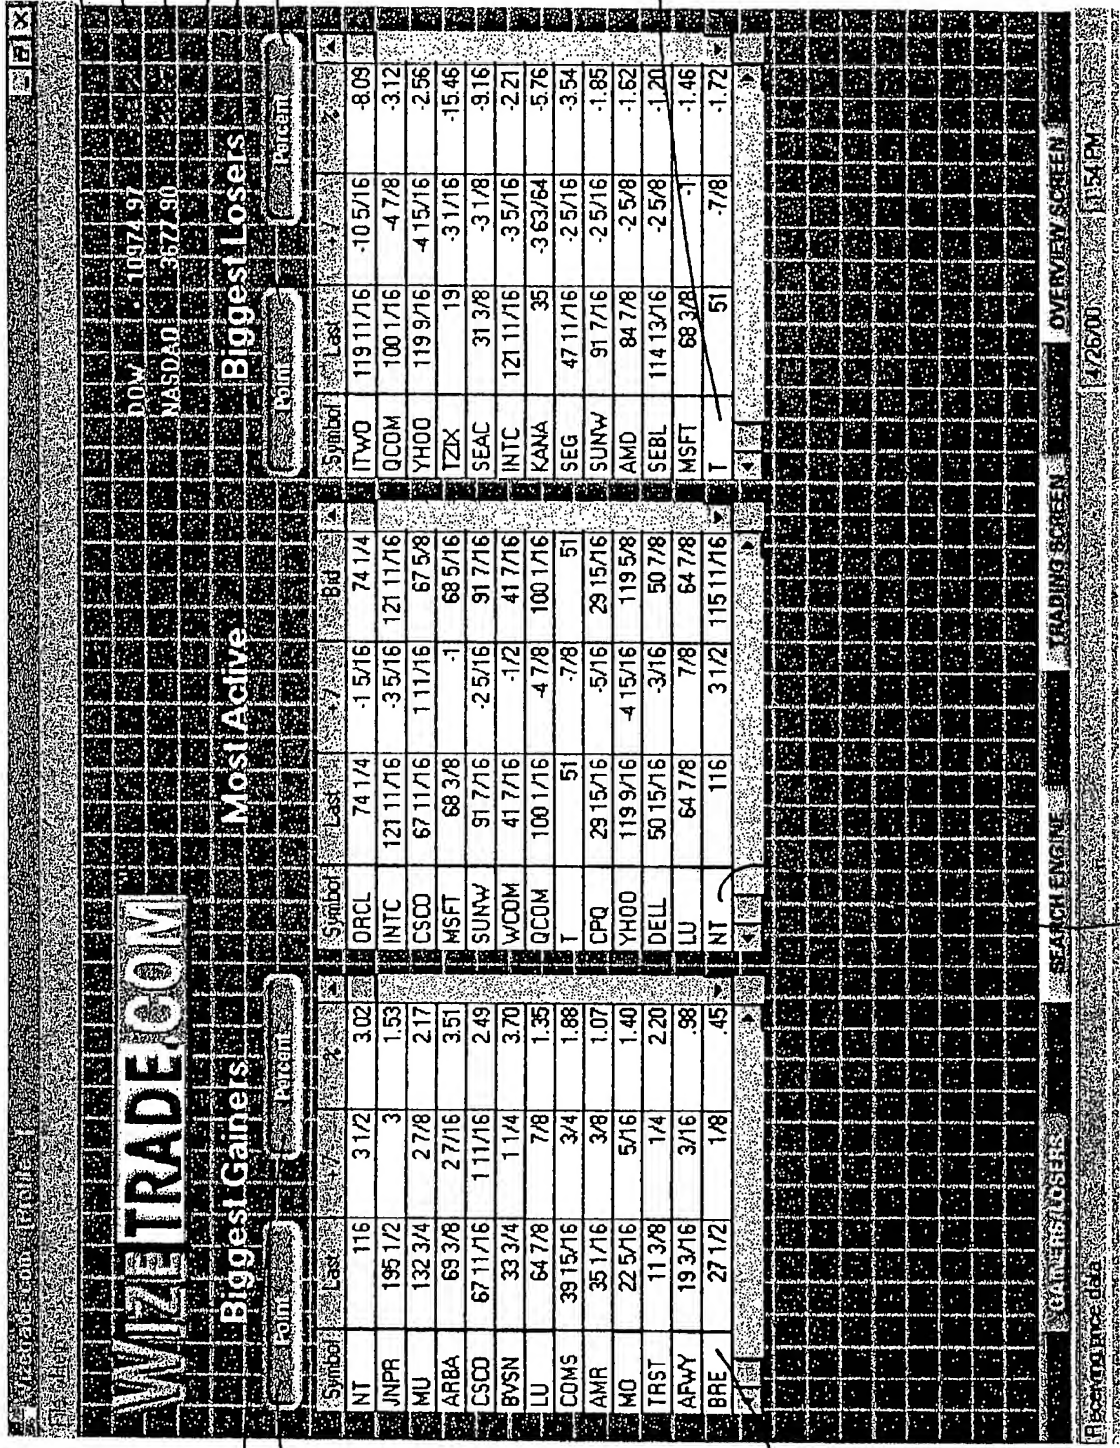 Help
WIZETRADE.COM
DOW : 10974.97
NASDAQ : 3677.90
Biggest Gainers
Most Active
Biggest Losers
Point Percent
Point Percent
Symbol Last +/- %
NT 116 3 1/2 3.02
JNPR 195 1/2 3 1.53
MU 132 3/4 2 7/8 2.17
ARBA 69 3/8 2 7/16 3.51
CSCO 67 11/16 1 11/16 2.49
BVSN 33 3/4 1 1/4 3.70
LU 64 7/8 7/8 1.35
COMS 39 15/16 3/4 1.88
AMR 35 1/16 3/8 1.07
MO 22 5/16 5/16 1.40
TRST 11 3/8 1/4 2.20
AFWY 19 3/16 3/16 .98
BRE 27 1/2 1/8 .45
Symbol Last +/- Bid
ORCL 74 1/4 -1 5/16 74 1/4
INTC 121 11/16 -3 5/16 121 11/16
CSCO 67 11/16 1 11/16 67 5/8
MSFT 68 3/8 -1 68 5/16
SUNW 91 7/16 -2 5/16 91 7/16
WCOM 41 7/16 -1/2 41 7/16
QCOM 100 1/16 -4 7/8 100 1/16
T 51 -7/8 51
CPQ 29 15/16 -5/16 29 15/16
YHOO 119 9/16 -4 15/16 119 5/8
DELL 50 15/16 -3/16 50 7/8
LU 64 7/8 7/8 64 7/8
NT 116 3 1/2 115 11/16
Symbol Last +/- %
ITWO 119 11/16 -10 5/16 -8.09
QCOM 100 1/16 -4 7/8 -3.12
YHOO 119 9/16 -4 15/16 -2.56
TZIX 19 -3 1/16 -15.46
SEAC 31 3/8 -3 1/8 -9.16
INTC 121 11/16 -3 5/16 -2.21
KANA 35 -3 63/64 -5.76
SEG 47 11/16 -2 5/16 -3.54
SUNW 91 7/16 -2 5/16 -1.85
AMD 84 7/8 -2 5/8 -1.62
SEBL 114 13/16 -2 5/8 -1.20
MSFT 68 3/8 -1 -1.46
T 51 -7/8 -1.72
GAINERS/LOSERS SEARCH ENGINE TRADING SCREEN OVERVIEW SCREEN
Receiving once data 4/26/00 1:54 PM